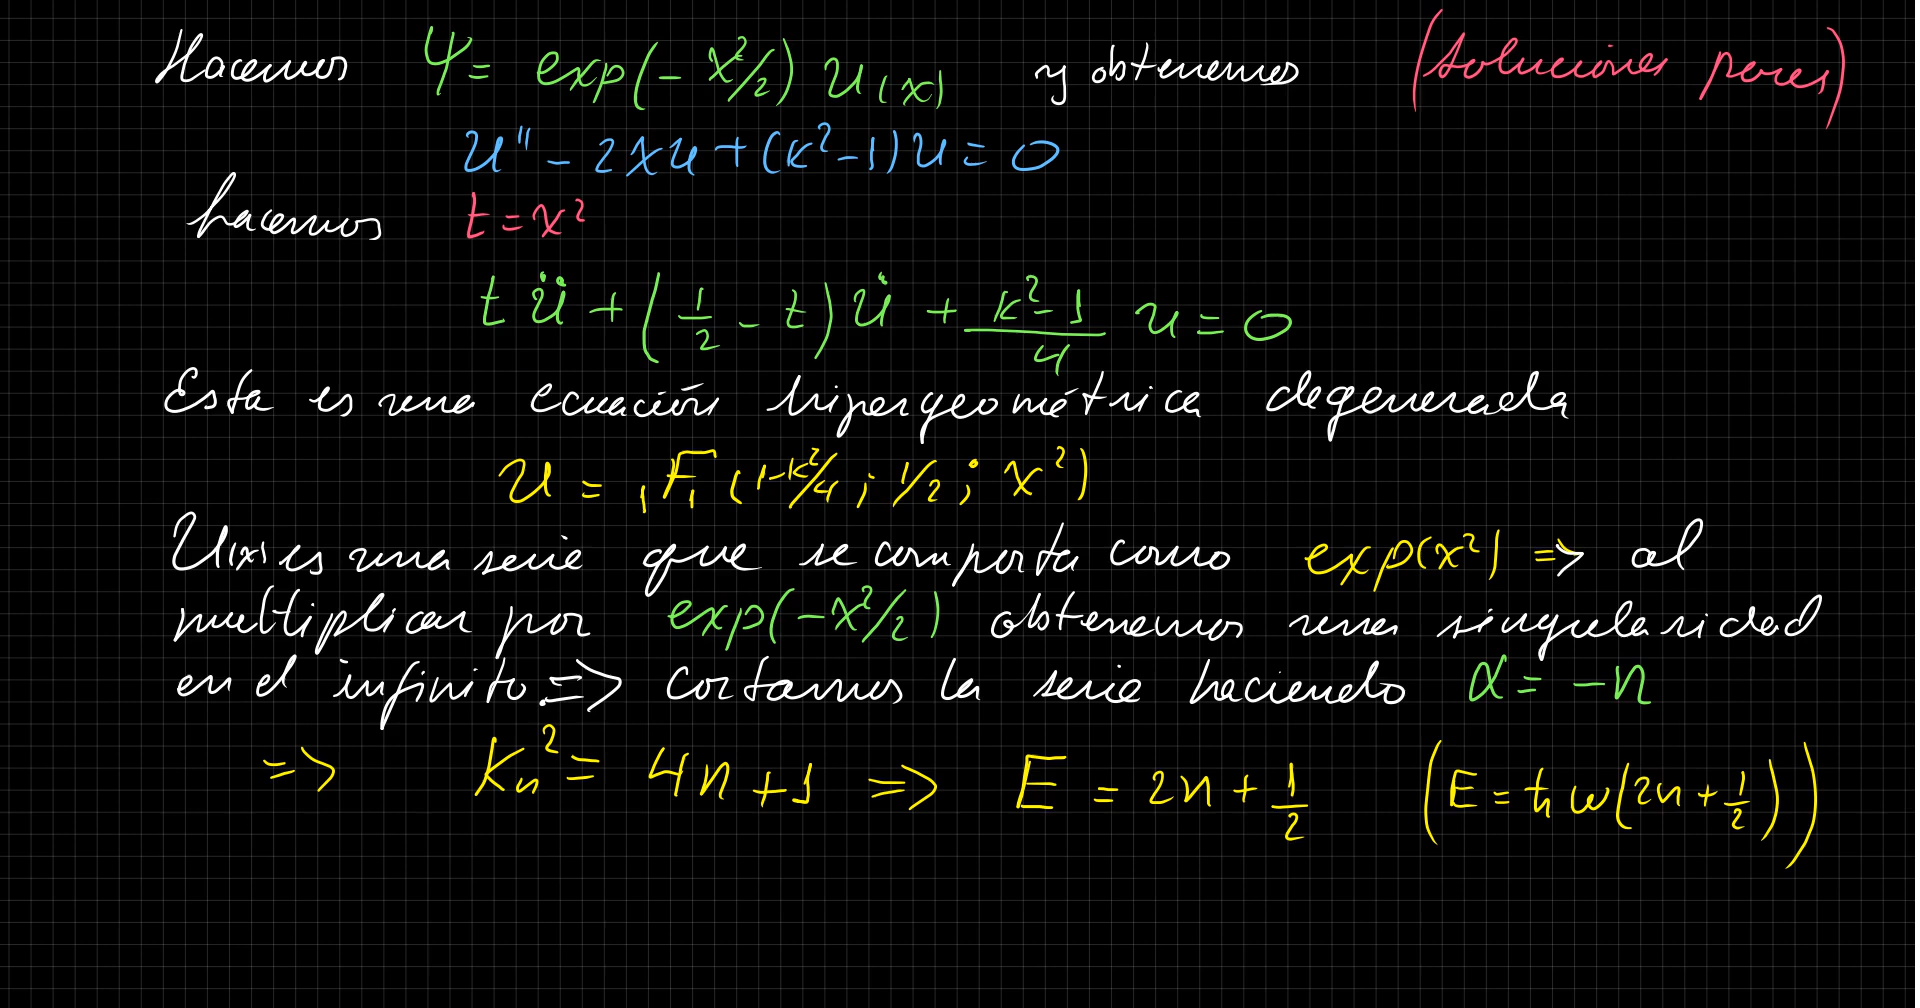 Hacemos Ψ = exp(-x²/2) u(x) y obtenemos (soluciones pares)
u'' - 2xu + (k²-1)u = 0
hacemos t = x²
t ü + (1/2 - t) u̇ + (k²-1)/4 u = 0
Esta es una ecuación hipergeométrica degenerada
u = ₁F₁ (1-k²/4 ; 1/2 ; x²)
U(x) es una serie que se comporta como exp(x²) => al
multiplicar por exp(-x²/2) obtenemos una singularidad
en el infinito => cortamos la serie haciendo α = -n
=> Kₙ² = 4n+1 => E = 2n + 1/2 (E = ħω(2n + 1/2))